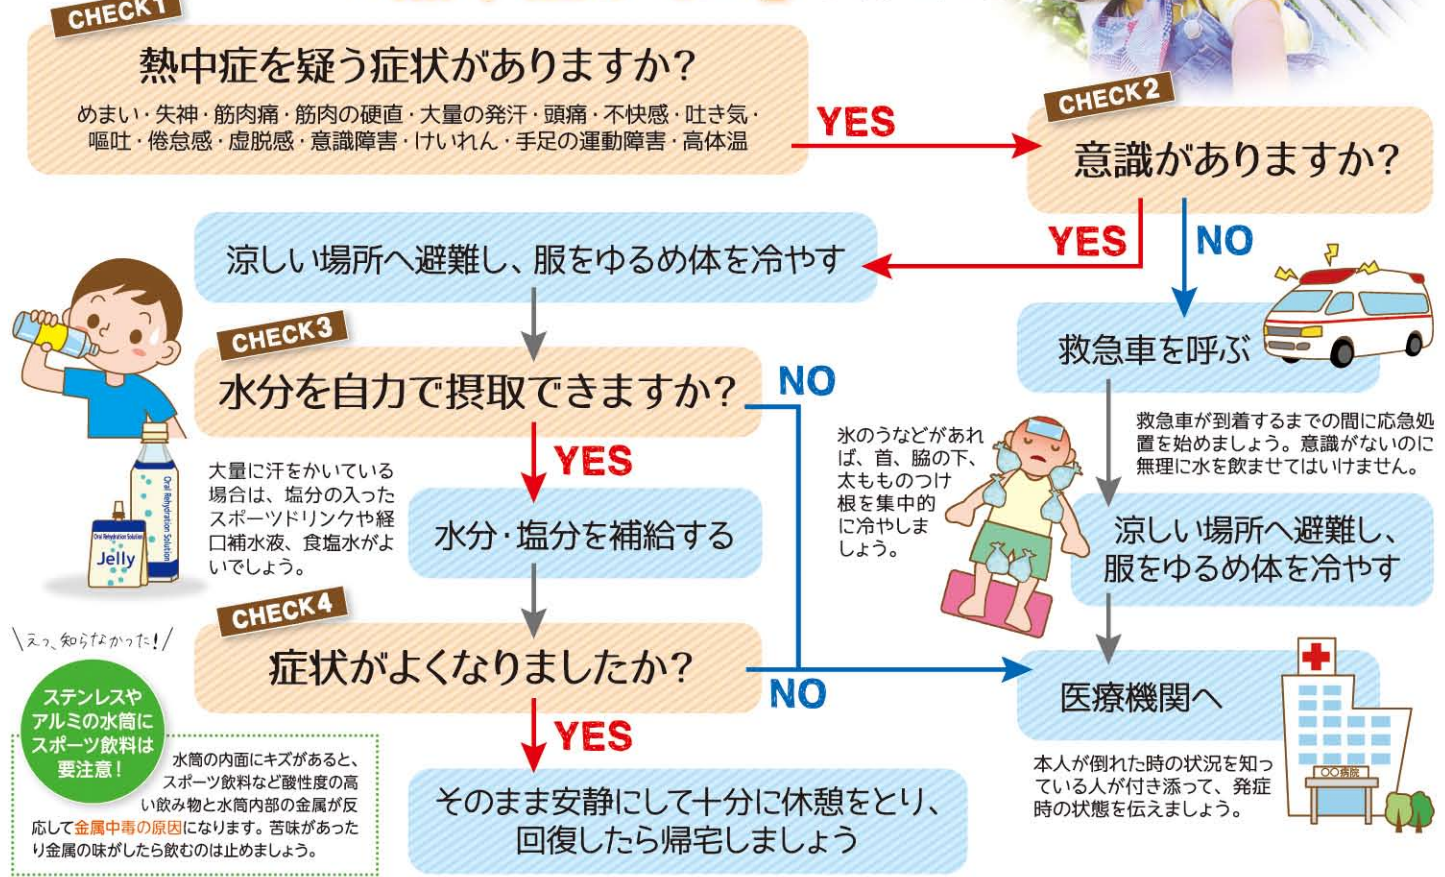 CHECK1
熱中症を疑う症状がありますか?
めまい・失神・筋肉痛・筋肉の硬直・大量の発汗・頭痛・不快感・吐き気・
嘔吐・倦怠感・虚脱感・意識障害・けいれん・手足の運動障害・高体温
YES
CHECK2
意識がありますか?
YES
NO
涼しい場所へ避難し、服をゆるめ体を冷やす
救急車を呼ぶ
救急車が到着するまでの間に応急処
置を始めましょう。意識がないのに
無理に水を飲ませてはいけません。
CHECK3
水分を自力で摂取できますか?
NO
YES
大量に汗をかいている
場合は、塩分の入った
スポーツドリンクや経
口補水液、食塩水がよ
いでしょう。
Oral Rehydration Solution
Oral Rehydration Solution
Jelly
水分・塩分を補給する
氷のうなどがあれ
ば、首、脇の下、
太もものつけ
根を集中的
に冷やしま
しょう。
涼しい場所へ避難し、
服をゆるめ体を冷やす
CHECK4
症状がよくなりましたか?
NO
YES
医療機関へ
本人が倒れた時の状況を知っ
ている人が付き添って、発症
時の状態を伝えましょう。
○○病院
そのまま安静にして十分に休憩をとり、
回復したら帰宅しましょう
えっ、知らなかった!
ステンレスや
アルミの水筒に
スポーツ飲料は
要注意!
水筒の内面にキズがあると、
スポーツ飲料など酸性度の高
い飲み物と水筒内部の金属が反
応して金属中毒の原因になります。苦味があった
り金属の味がしたら飲むのは止めましょう。